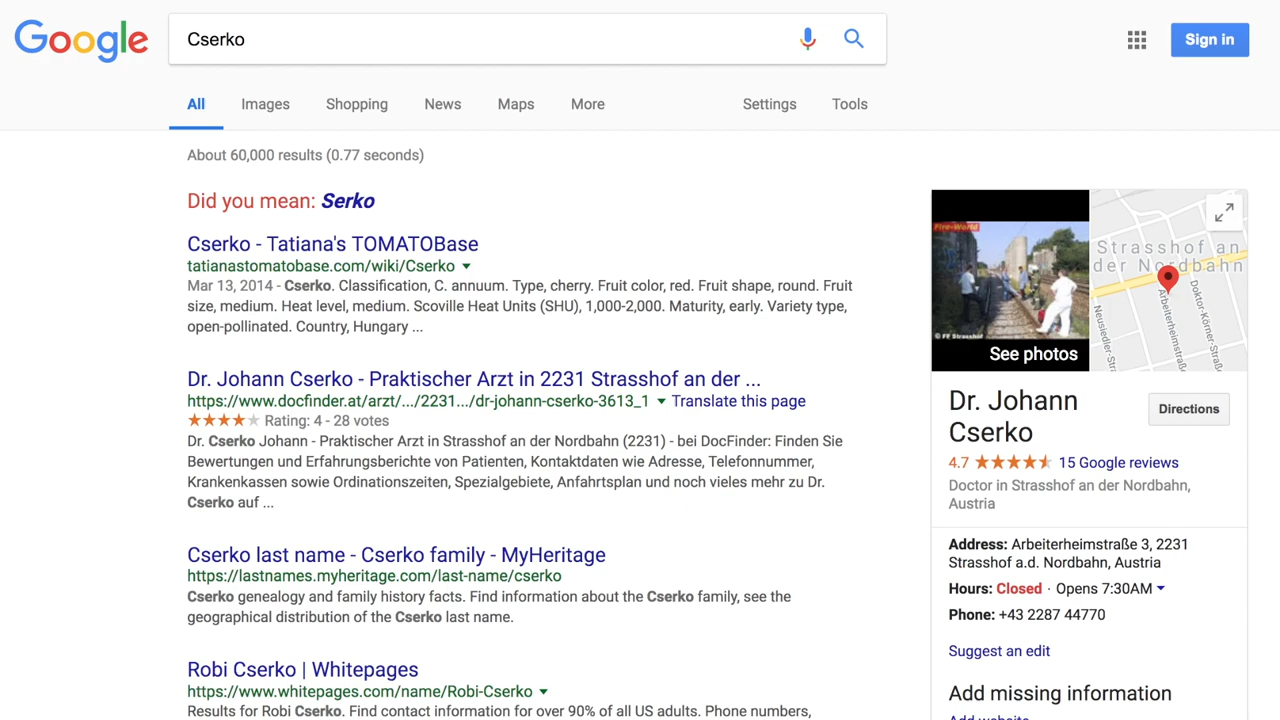 Google
Cserko
Sign in
All Images Shopping News Maps More Settings Tools
About 60,000 results (0.77 seconds)
Did you mean: Serko
Cserko - Tatiana's TOMATOBase
tatianastomatobase.com/wiki/Cserko
Mar 13, 2014 - Cserko. Classification, C. annuum. Type, cherry. Fruit color, red. Fruit shape, round. Fruit
size, medium. Heat level, medium. Scoville Heat Units (SHU), 1,000-2,000. Maturity, early. Variety type,
open-pollinated. Country, Hungary ...
Dr. Johann Cserko - Praktischer Arzt in 2231 Strasshof an der ...
https://www.docfinder.at/arzt/.../2231.../dr-johann-cserko-3613_1 Translate this page
Rating: 4 - 28 votes
Dr. Cserko Johann - Praktischer Arzt in Strasshof an der Nordbahn (2231) - bei DocFinder: Finden Sie
Bewertungen und Erfahrungsberichte von Patienten, Kontaktdaten wie Adresse, Telefonnummer,
Krankenkassen sowie Ordinationszeiten, Spezialgebiete, Anfahrtsplan und noch vieles mehr zu Dr.
Cserko auf ...
Cserko last name - Cserko family - MyHeritage
https://lastnames.myheritage.com/last-name/cserko
Cserko genealogy and family history facts. Find information about the Cserko family, see the
geographical distribution of the Cserko last name.
Robi Cserko | Whitepages
https://www.whitepages.com/name/Robi-Cserko
Results for Robi Cserko. Find contact information for over 90% of all US adults. Phone numbers,
Fire-World
© FF Strasshof
See photos
Strasshof an
der Nordbahn
Neusiedler-Str
Arbeiterheimstraß
Doktor-Körner-Straß
Dr. Johann
Cserko
Directions
4.7 15 Google reviews
Doctor in Strasshof an der Nordbahn,
Austria
Address: Arbeiterheimstraße 3, 2231
Strasshof a.d. Nordbahn, Austria
Hours: Closed · Opens 7:30AM
Phone: +43 2287 44770
Suggest an edit
Add missing information
Add website